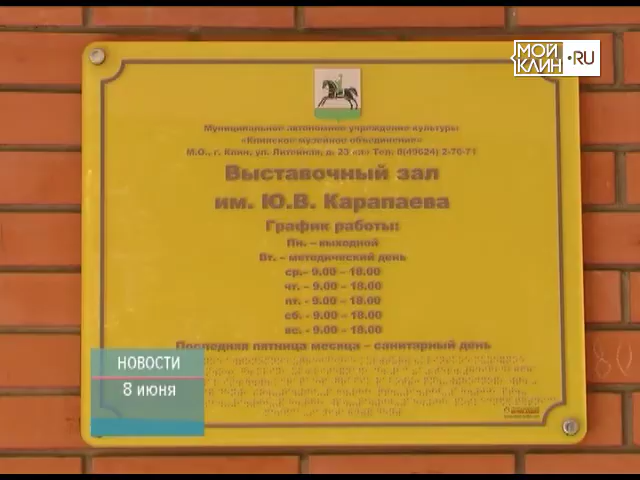 МОЙ
КЛИН.RU
Муниципальное автономное учреждение культуры
«Клинское музейное объединение»
М.О., г. Клин, ул. Литейная, д. 23 «а» Тел: 8(49624) 2-76-71
Выставочный зал
им. Ю.В. Карапаева
График работы:
Пн. – выходной
Вт. – методический день
ср.– 9.00 – 18.00
чт. – 9.00 – 18.00
пт. - 9.00 – 18.00
сб. - 9.00 – 18.00
вс. - 9.00 – 18.00
Последняя пятница месяца – санитарный день
НОВОСТИ
8 июня